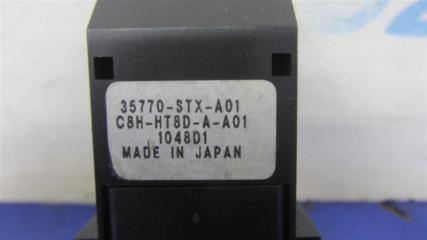 35770-STX-A01
C8H-HT8D-A-A01
1048D1
MADE IN JAPAN